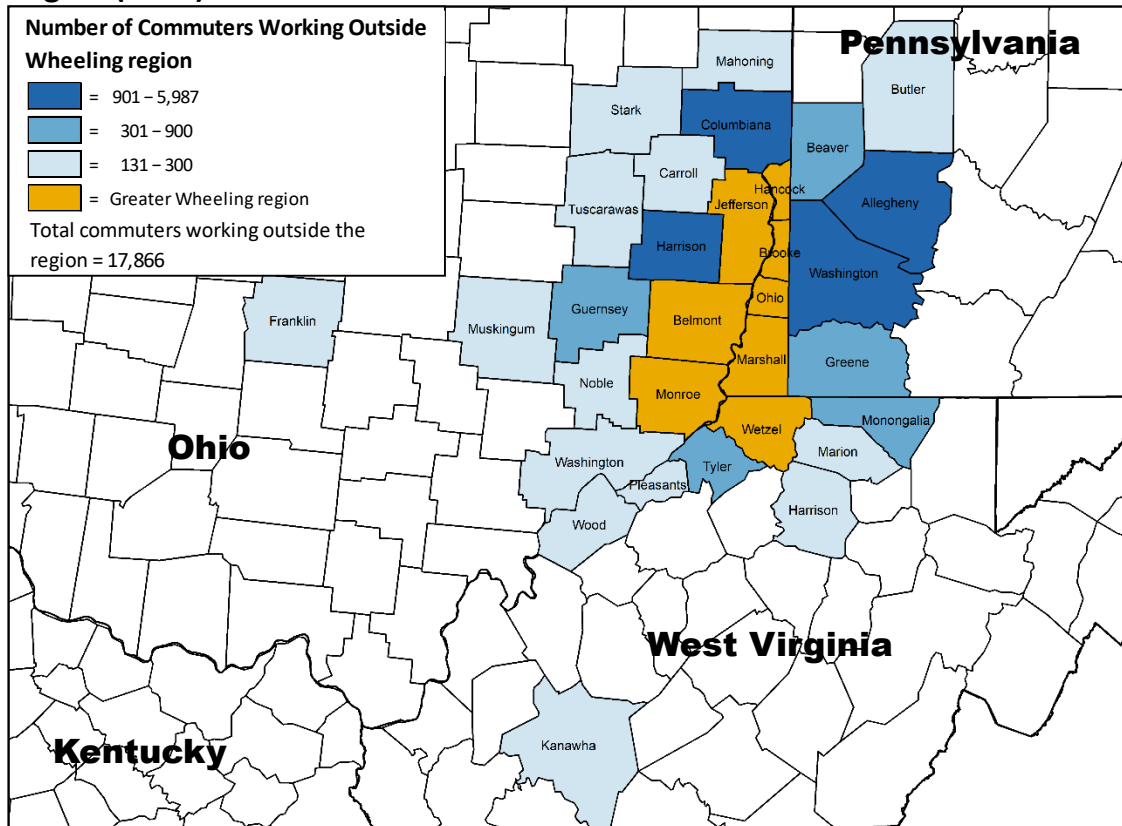 Number of Commuters Working Outside
Wheeling region
= 901 – 5,987
= 301 – 900
= 131 – 300
= Greater Wheeling region
Total commuters working outside the
region = 17,866
Pennsylvania
Mahoning
Butler
Stark
Columbiana
Beaver
Carroll
Hancock
Allegheny
Jefferson
Tuscarawas
Harrison
Brooke
Washington
Ohio
Guernsey
Franklin
Muskingum
Belmont
Marshall
Greene
Noble
Monroe
Wetzel
Monongalia
Ohio
Marion
Washington
Tyler
Pleasants
Harrison
Wood
West Virginia
Kanawha
Kentucky